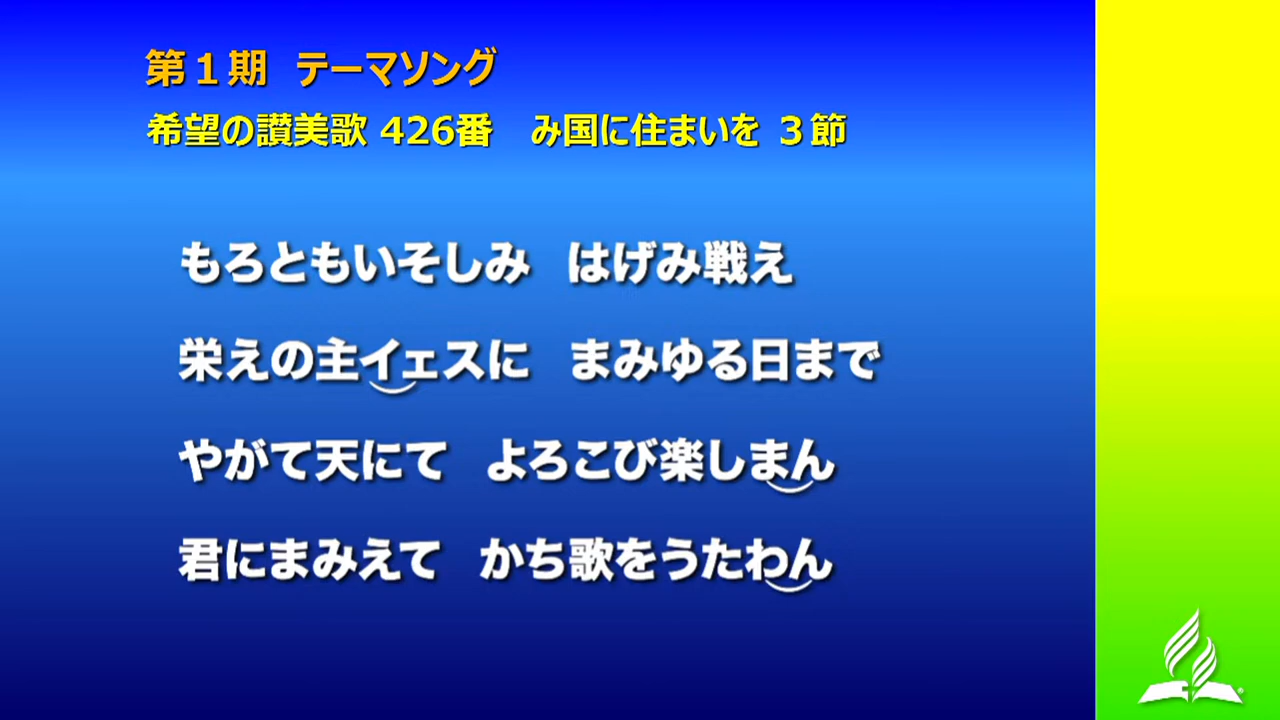 第１期　テーマソング
希望の讃美歌 426番　み国に住まいを ３節
もろともいそしみ　はげみ戦え
栄えの主イェスに　まみゆる日まで
やがて天にて　よろこび楽しまん
君にまみえて　かち歌をうたわん